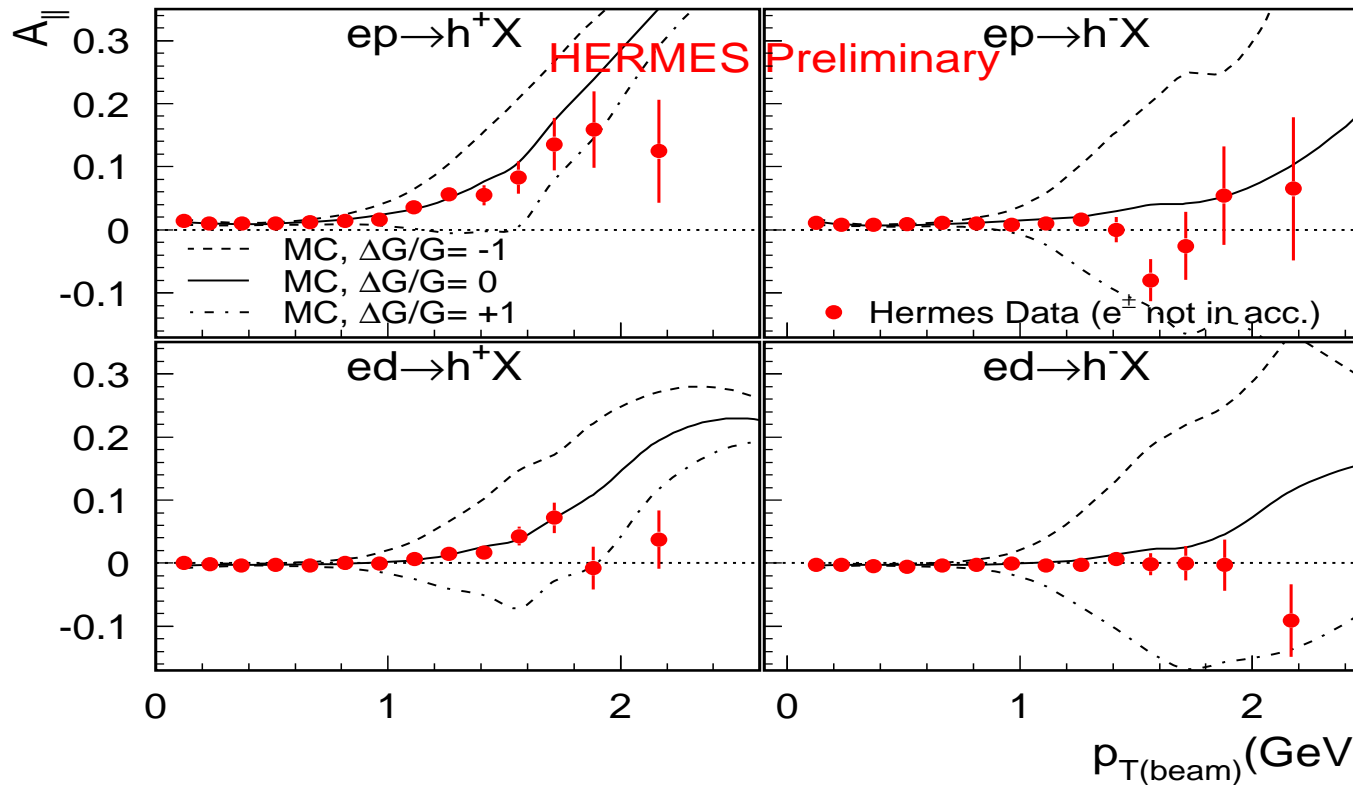 A||
ep→h⁺X
ep→h⁻X
HERMES Preliminary
0.3
0.2
0.1
0
-0.1
MC, ΔG/G= -1
MC, ΔG/G= 0
MC, ΔG/G= +1
Hermes Data (e± not in acc.)
ed→h⁺X
ed→h⁻X
0.3
0.2
0.1
0
-0.1
0 1 2 0 1 2
p_T(beam)(GeV